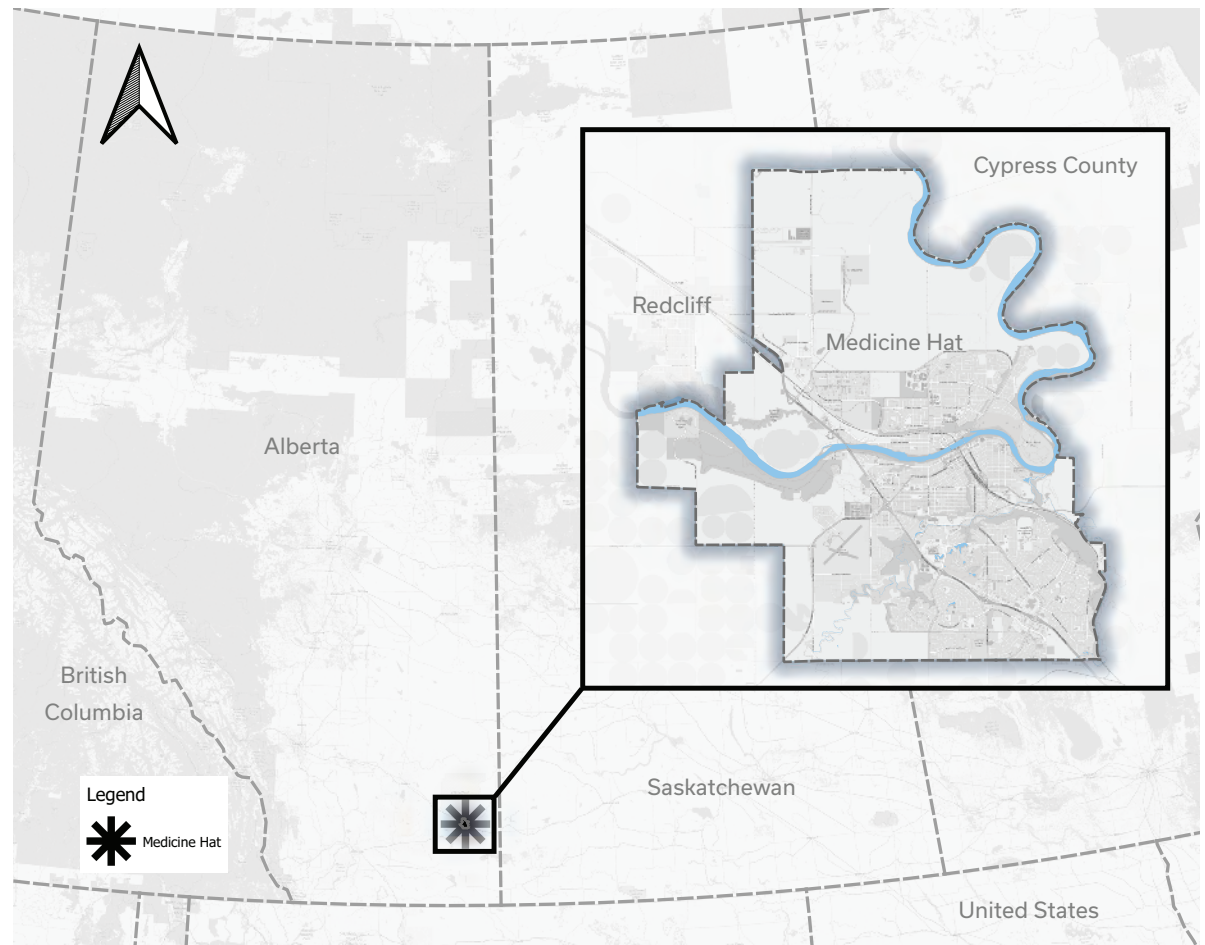 Cypress County
Redcliff
Medicine Hat
Alberta
British
Columbia
Saskatchewan
Legend
Medicine Hat
United States